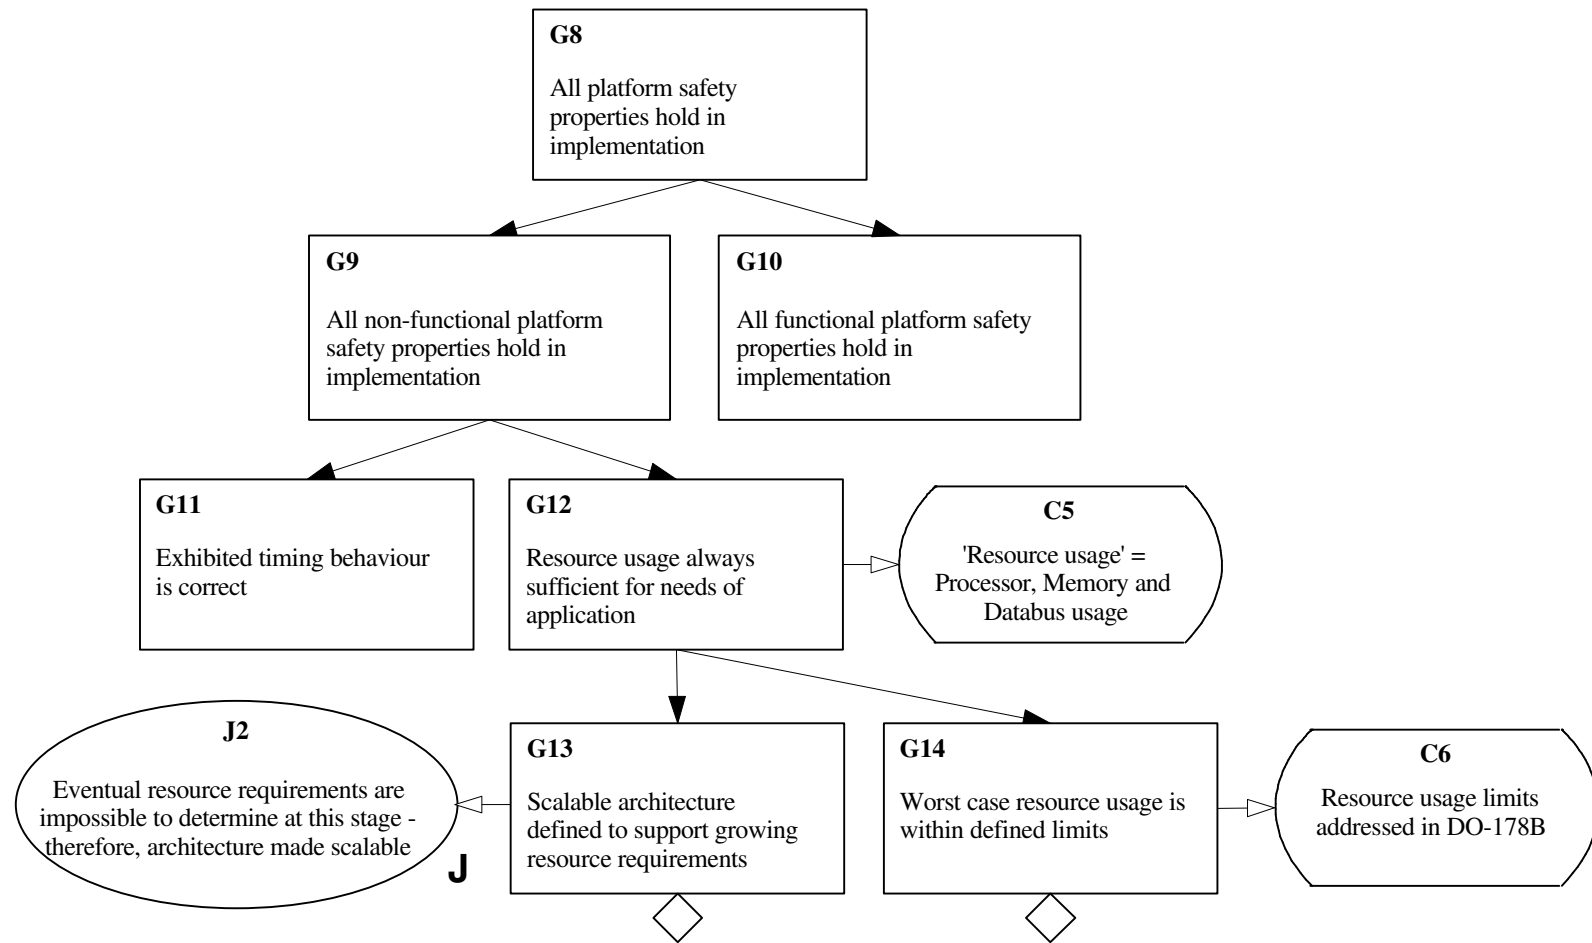 G8
All platform safety
properties hold in
implementation
G9
All non-functional platform
safety properties hold in
implementation
G10
All functional platform safety
properties hold in
implementation
G11
Exhibited timing behaviour
is correct
G12
Resource usage always
sufficient for needs of
application
C5
'Resource usage' =
Processor, Memory and
Databus usage
J2
Eventual resource requirements are
impossible to determine at this stage -
therefore, architecture made scalable
J
G13
Scalable architecture
defined to support growing
resource requirements
G14
Worst case resource usage is
within defined limits
C6
Resource usage limits
addressed in DO-178B